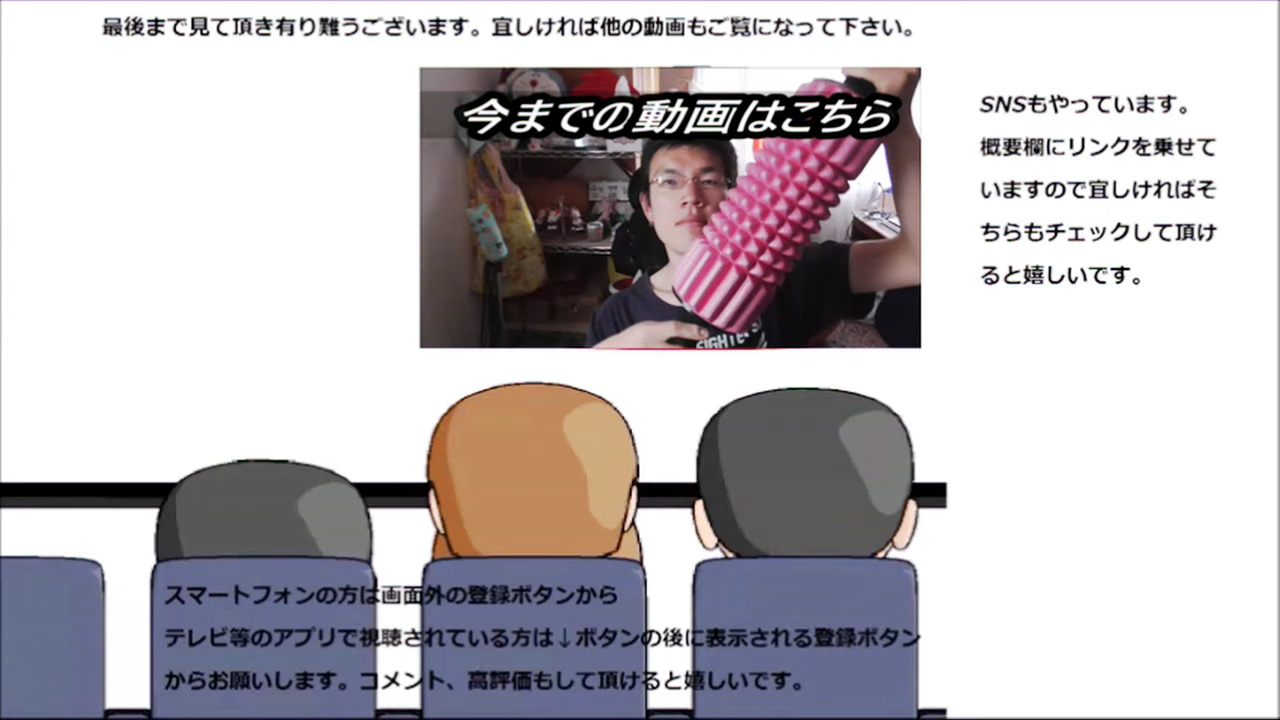 最後まで見て頂き有り難うございます。宜しければ他の動画もご覧になって下さい。
今までの動画はこちら
SNSもやっています。
概要欄にリンクを乗せて
いますので宜しければそ
ちらもチェックして頂け
ると嬉しいです。
スマートフォンの方は画面外の登録ボタンから
テレビ等のアプリで視聴されている方は↓ボタンの後に表示される登録ボタン
からお願いします。コメント、高評価もして頂けると嬉しいです。